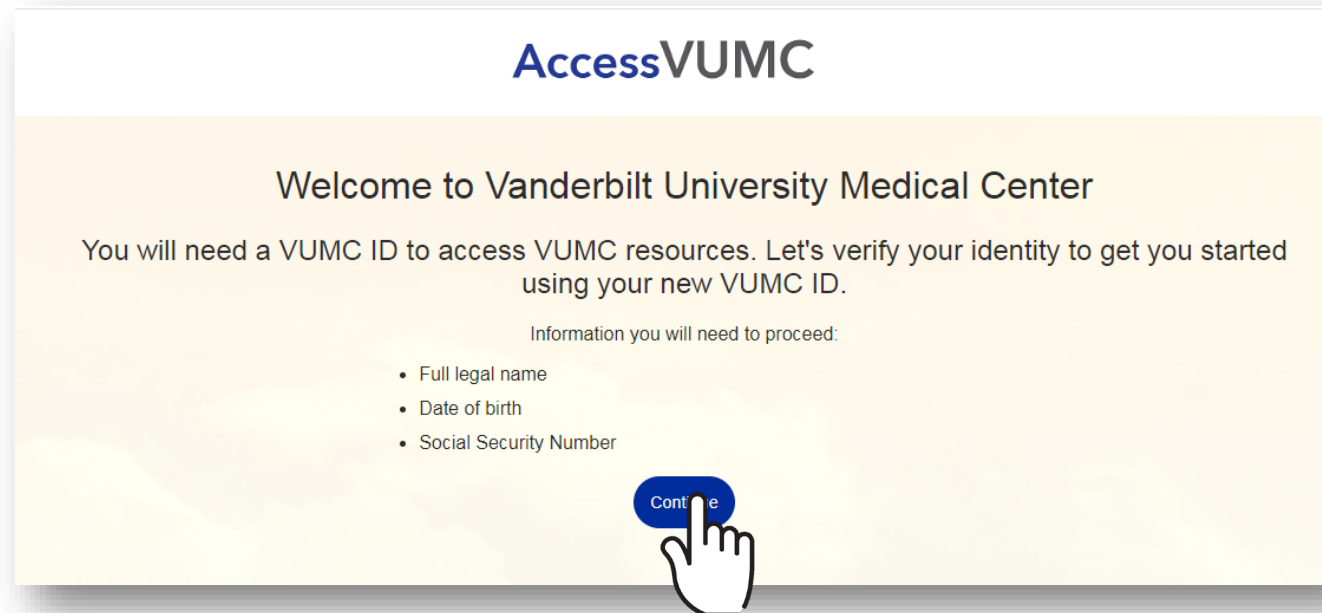 AccessVUMC
Welcome to Vanderbilt University Medical Center
You will need a VUMC ID to access VUMC resources. Let's verify your identity to get you started
using your new VUMC ID.
Information you will need to proceed:
• Full legal name
• Date of birth
• Social Security Number
Continue